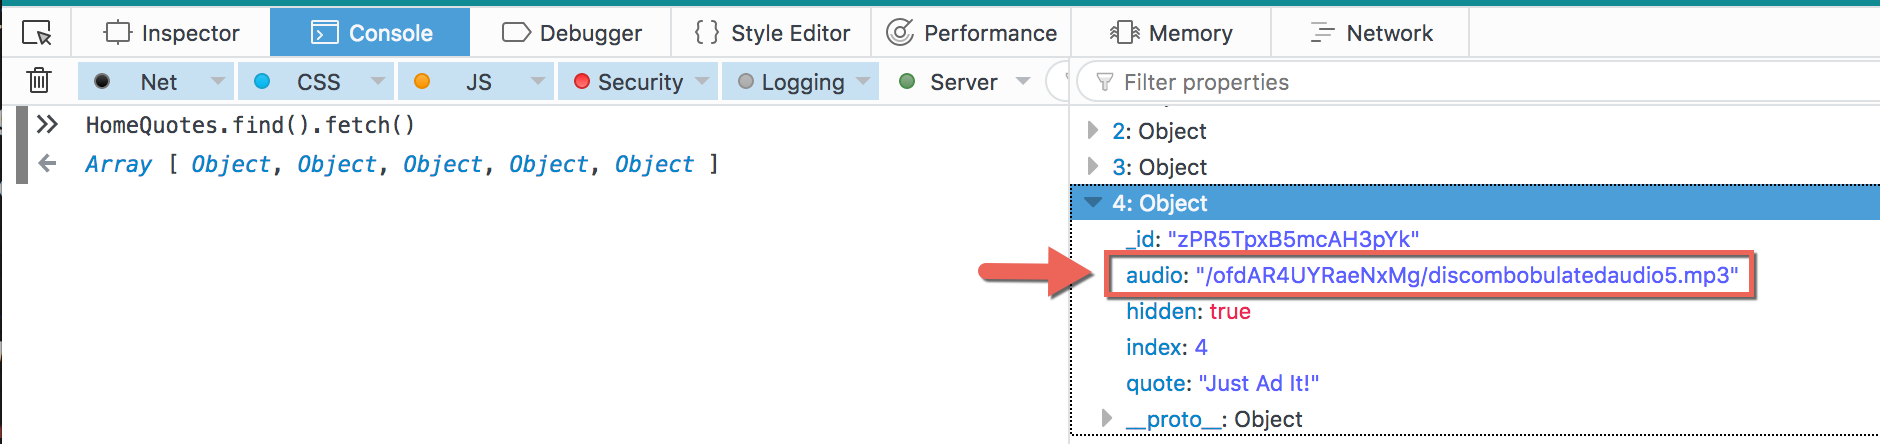 Inspector Console Debugger { } Style Editor Performance Memory Network
Net CSS JS Security Logging Server Filter properties
HomeQuotes.find().fetch()
Array [ Object, Object, Object, Object, Object ]
2: Object
3: Object
4: Object
_id: "zPR5TpxB5mcAH3pYk"
audio: "/ofdAR4UYRaeNxMg/discombobulatedaudio5.mp3"
hidden: true
index: 4
quote: "Just Ad It!"
__proto__: Object